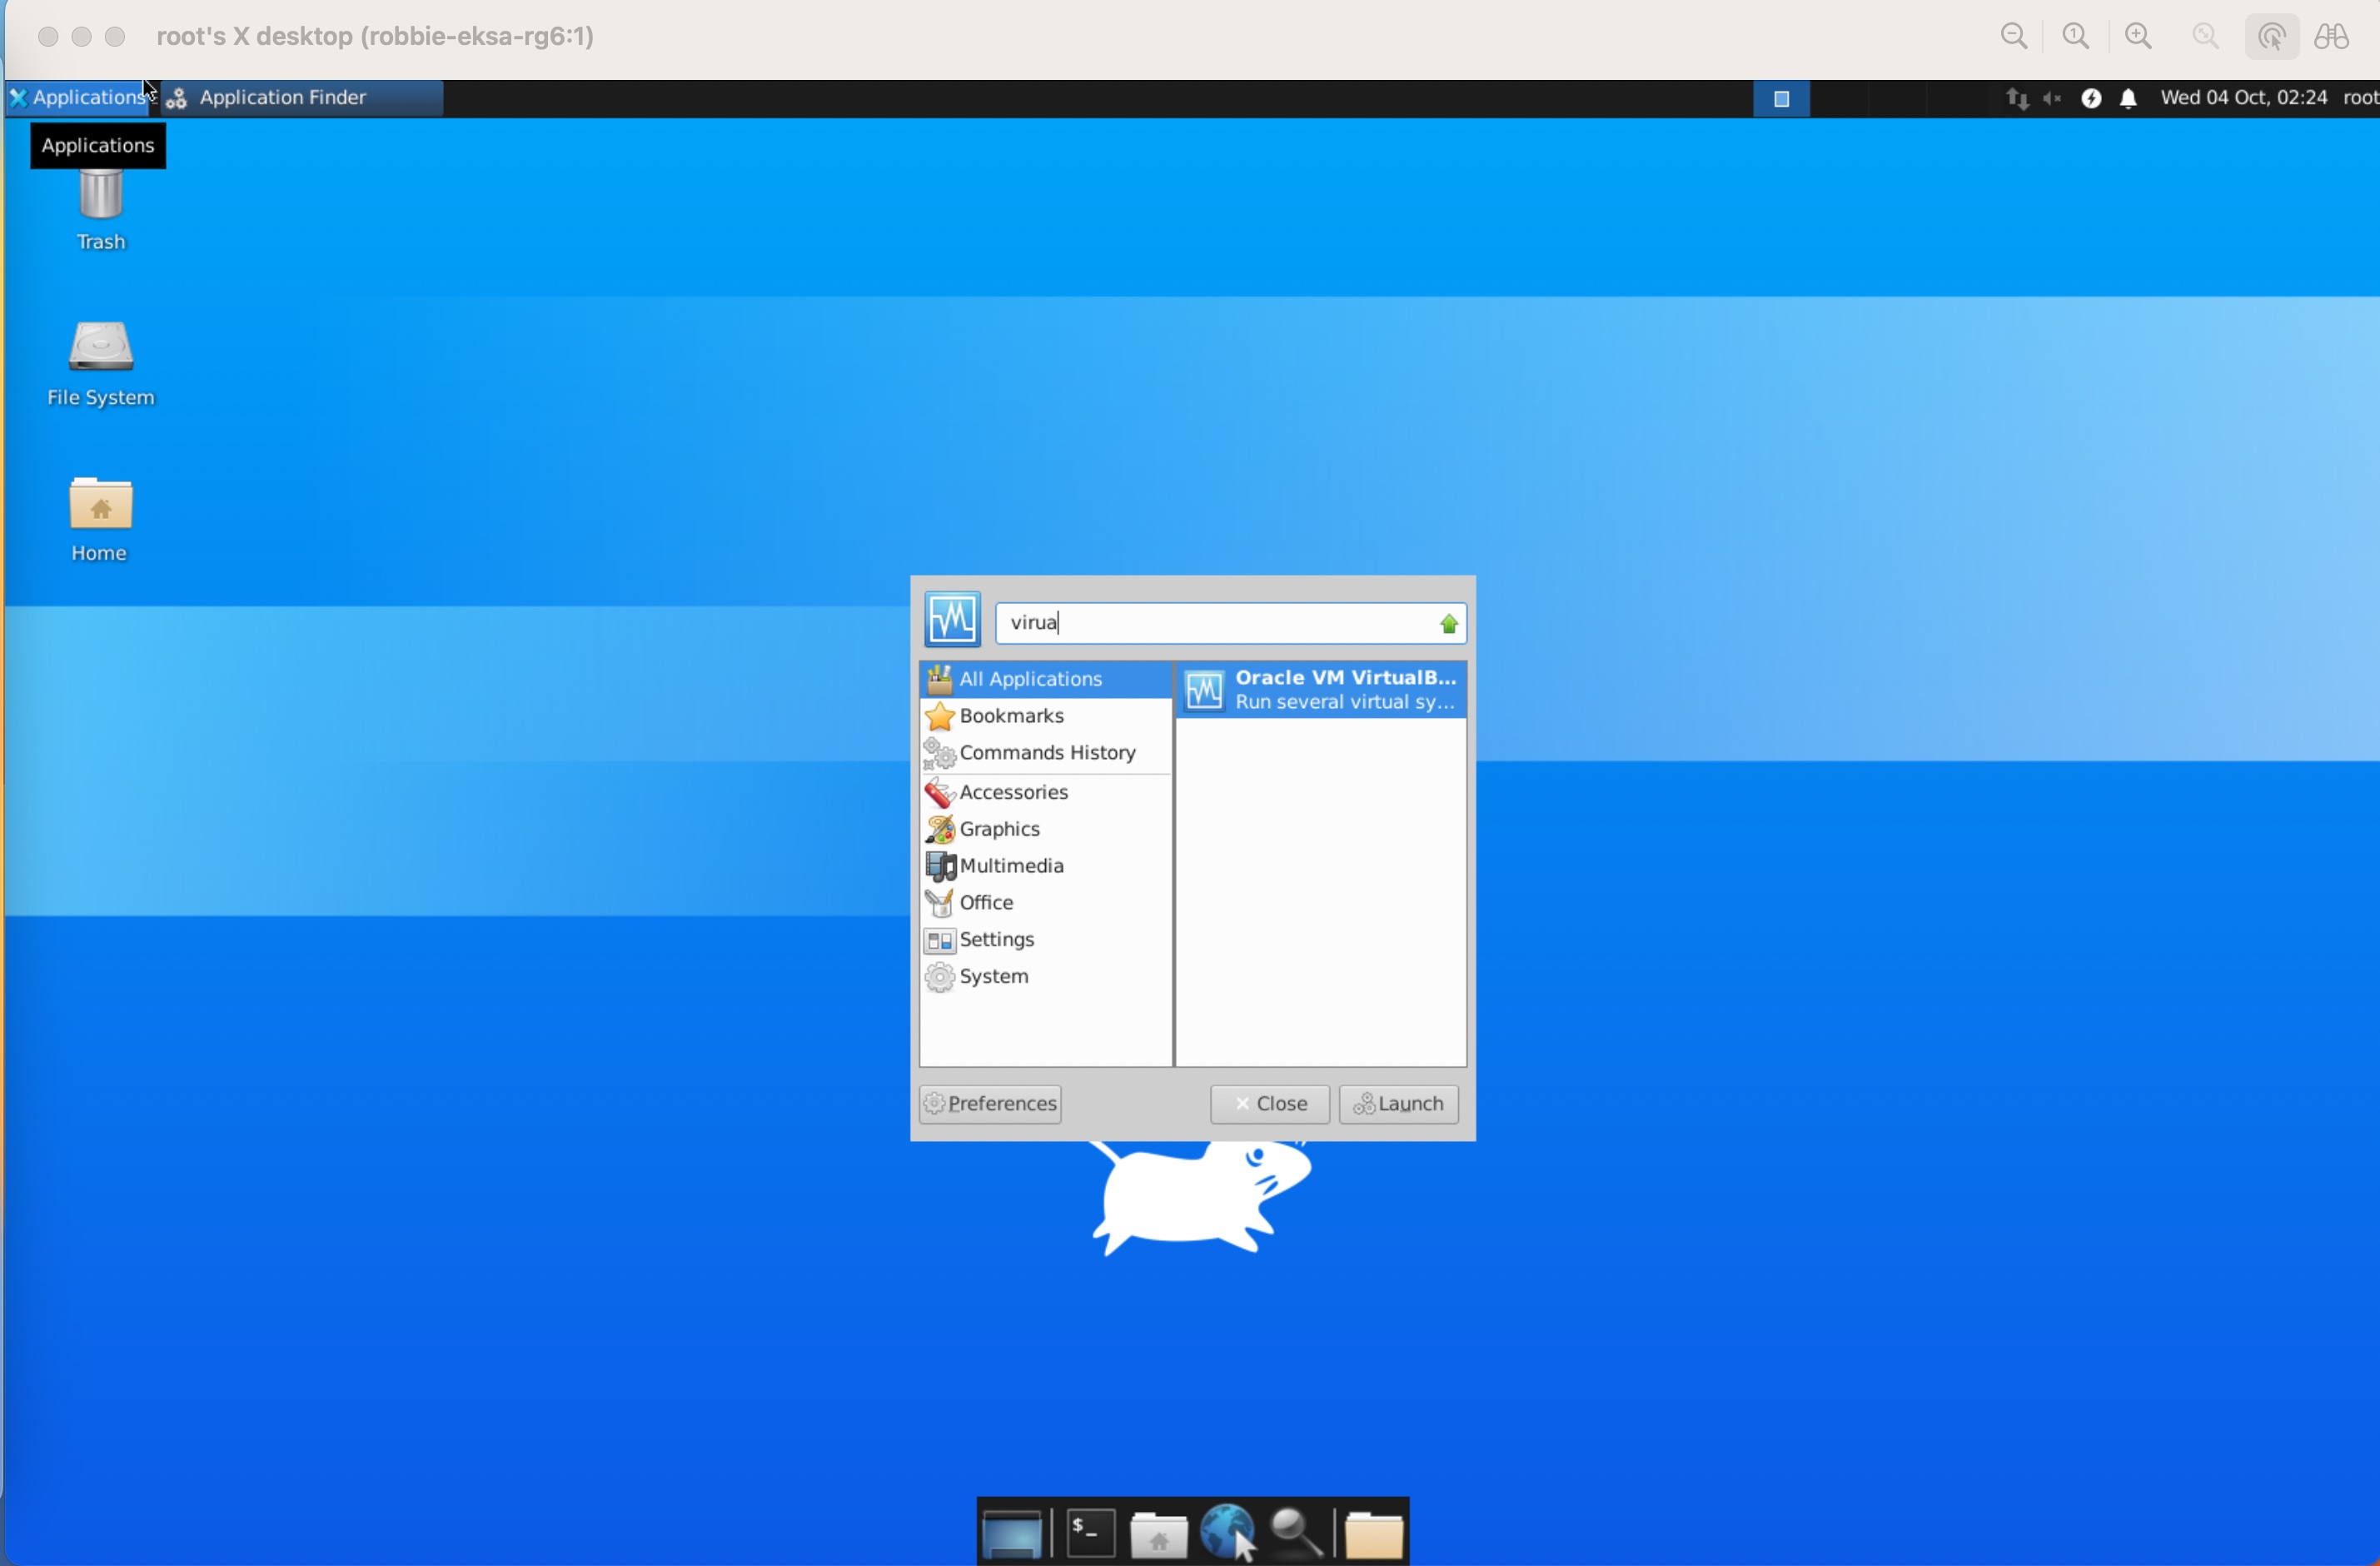 root's X desktop (robbie-eksa-rg6:1)
Applications
Application Finder
Wed 04 Oct, 02:24
root
Applications
Trash
File System
Home
virua
All Applications
Bookmarks
Commands History
Accessories
Graphics
Multimedia
Office
Settings
System
Oracle VM VirtualB...
Run several virtual sy...
Preferences
Close
Launch
$_